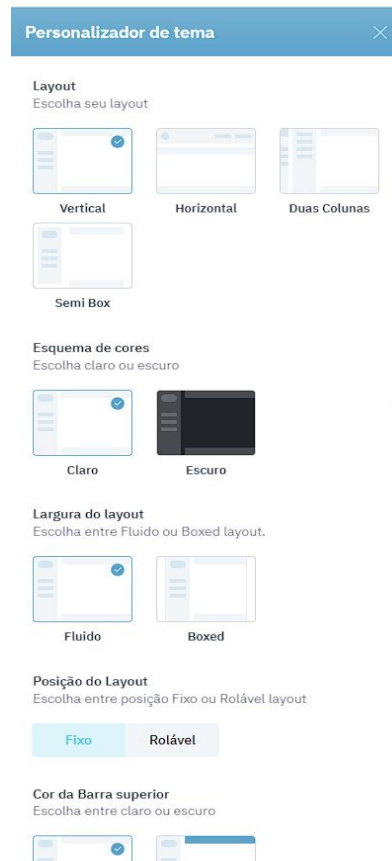 Personalizador de tema
Layout
Escolha seu layout
Vertical
Horizontal
Duas Colunas
Semi Box
Esquema de cores
Escolha claro ou escuro
Claro
Escuro
Largura do layout
Escolha entre Fluido ou Boxed layout.
Fluido
Boxed
Posição do Layout
Escolha entre posição Fixo ou Rolável layout
Fixo
Rolável
Cor da Barra superior
Escolha entre claro ou escuro